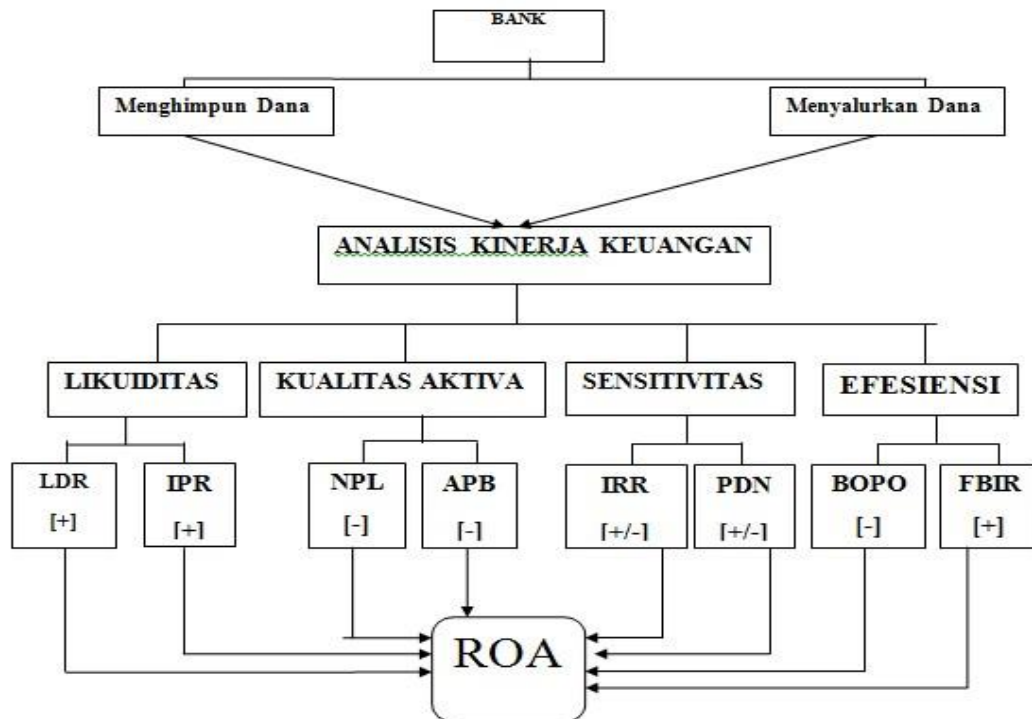 BANK
Menghimpun Dana
Menyalurkan Dana
ANALISIS KINERJA KEUANGAN
LIKUIDITAS
KUALITAS AKTIVA
SENSITIVITAS
EFESIENSI
LDR
[+]
IPR
[+]
NPL
[-]
APB
[-]
IRR
[+/-]
PDN
[+/-]
BOPO
[-]
FBIR
[+]
ROA